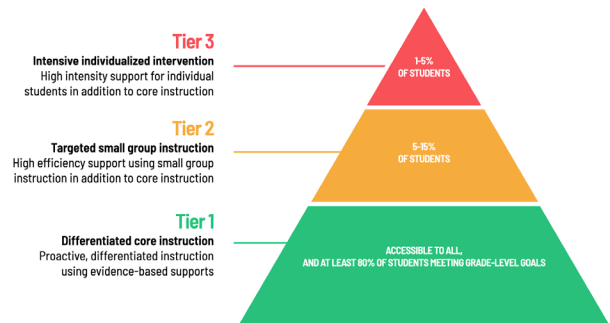 Tier 3
Intensive individualized intervention
High intensity support for individual
students in addition to core instruction
1-5%
OF STUDENTS
Tier 2
Targeted small group instruction
High efficiency support using small group
instruction in addition to core instruction
5-15%
OF STUDENTS
Tier 1
Differentiated core instruction
Proactive, differentiated instruction
using evidence-based supports
ACCESSIBLE TO ALL,
AND AT LEAST 80% OF STUDENTS MEETING GRADE-LEVEL GOALS